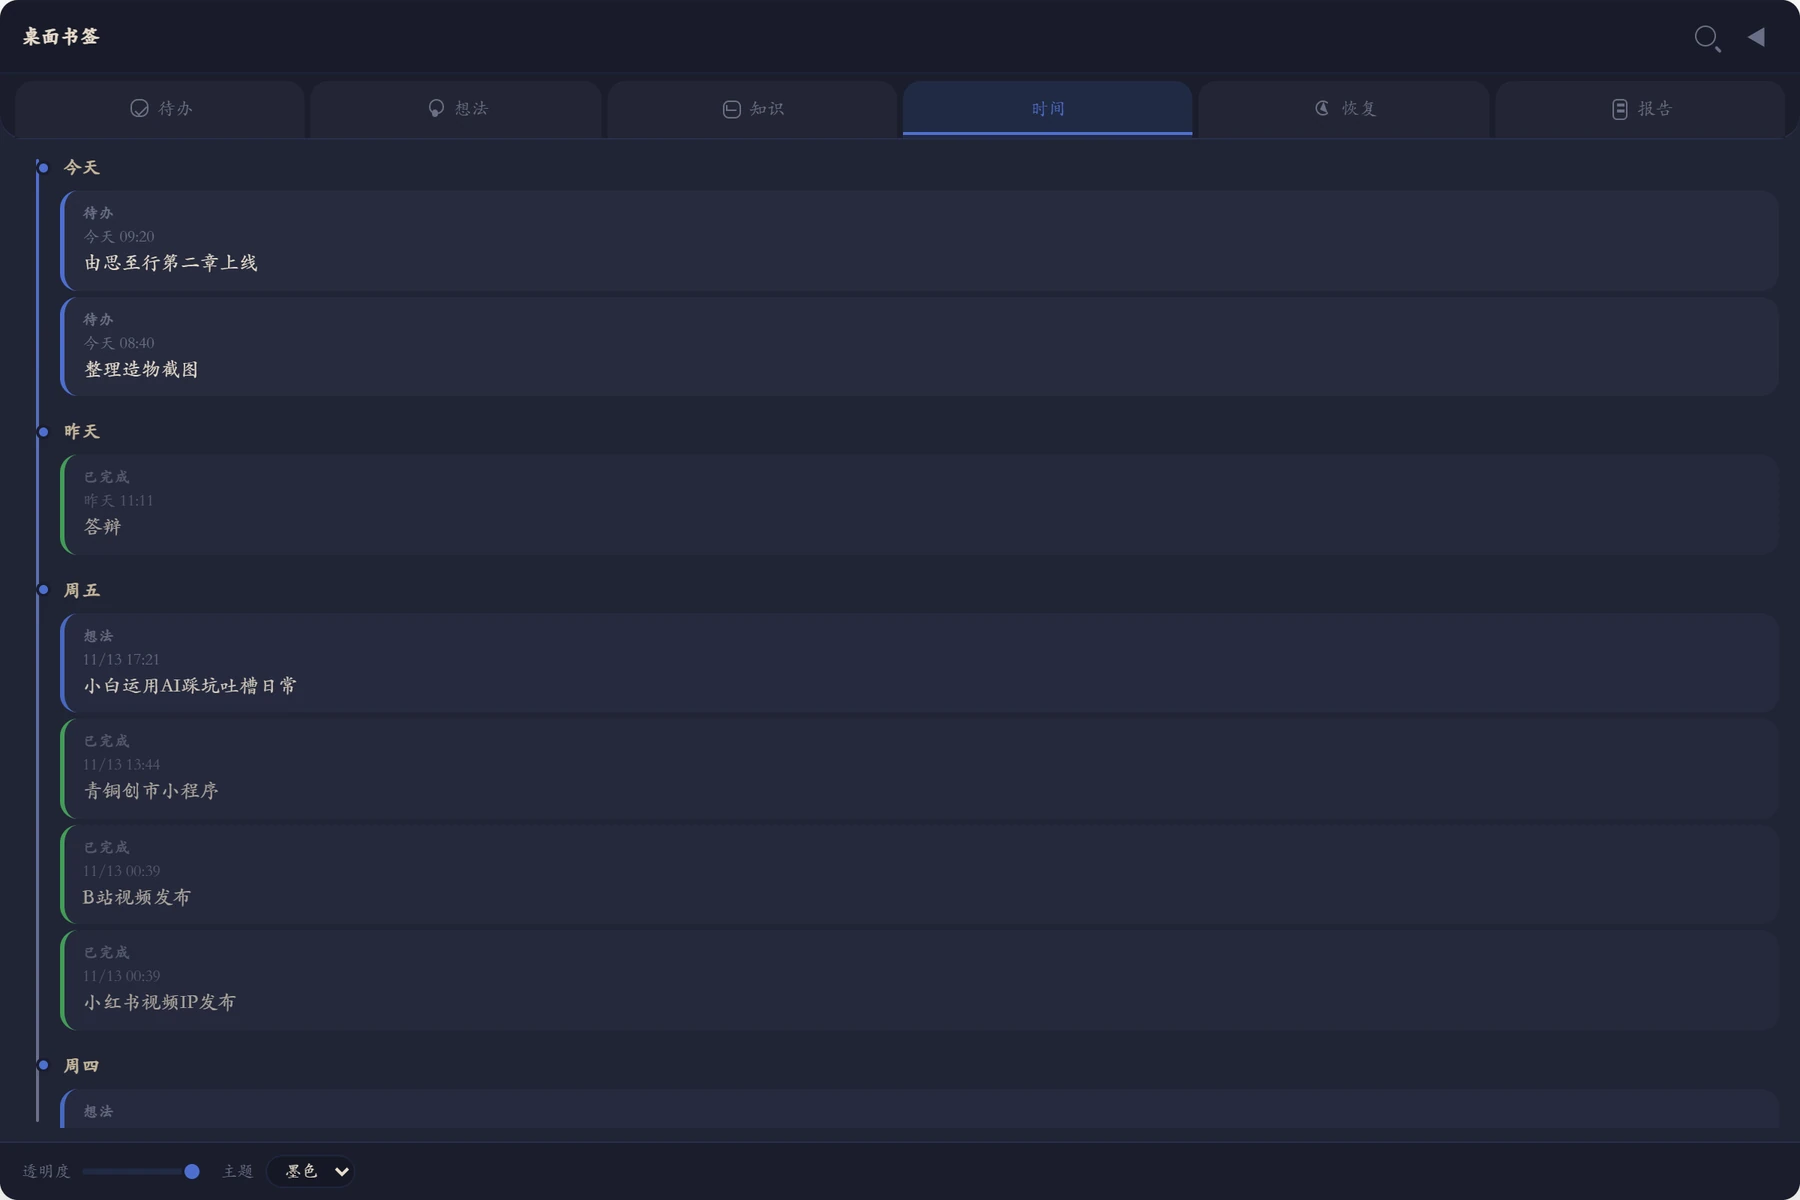 桌面书签
待办
想法
知识
时间
恢复
报告
今天
待办
今天 09:20
由思至行第二章上线
待办
今天 08:40
整理造物截图
昨天
已完成
昨天 11:11
答辩
周五
想法
11/13 17:21
小白运用AI踩坑吐槽日常
已完成
11/13 13:44
青铜创市小程序
已完成
11/13 00:39
B站视频发布
已完成
11/13 00:39
小红书视频IP发布
周四
想法
透明度
主题
墨色